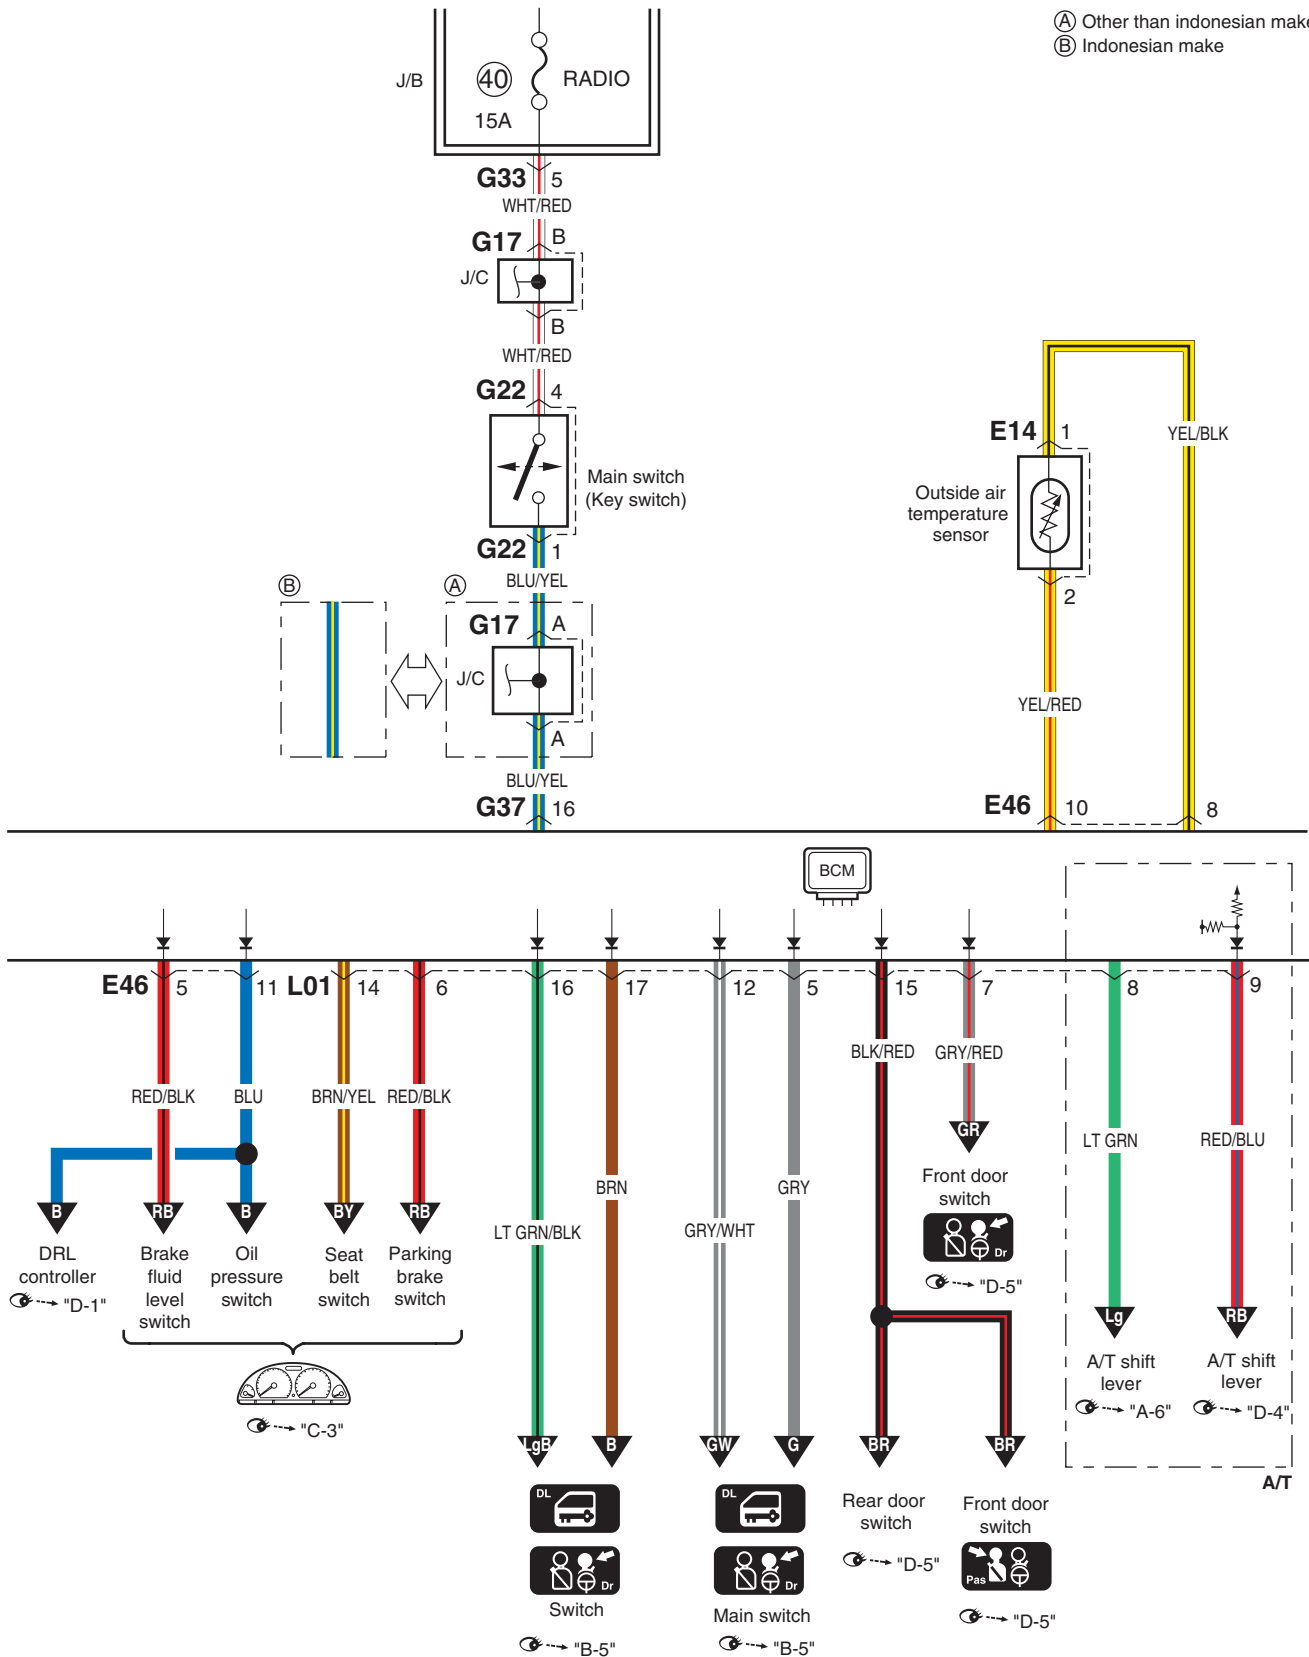 Ⓐ Other than indonesian make
Ⓑ Indonesian make
J/B
40
RADIO
15A
G33 5
WHT/RED
G17 B
J/C
B
WHT/RED
G22 4
Main switch
(Key switch)
G22 1
BLU/YEL
Ⓑ
Ⓐ
G17 A
J/C
A
BLU/YEL
G37 16
E14 1
YEL/BLK
Outside air
temperature
sensor
2
YEL/RED
E46 10
8
BCM
E46 5
11
L01 14
6
16
17
12
5
15
7
8
9
RED/BLK
BLU
BRN/YEL
RED/BLK
LT GRN/BLK
BRN
GRY/WHT
GRY
BLK/RED
GRY/RED
LT GRN
RED/BLU
GR
Front door
switch
Dr
"D-5"
B
RB
B
BY
RB
DRL
controller
"D-1"
Brake
fluid
level
switch
Oil
pressure
switch
Seat
belt
switch
Parking
brake
switch
"C-3"
Lg
RB
A/T shift
lever
"A-6"
A/T shift
lever
"D-4"
A/T
LgB
B
GW
G
BR
BR
DL
Dr
Switch
"B-5"
DL
Dr
Main switch
"B-5"
Rear door
switch
"D-5"
Front door
switch
Pas
"D-5"